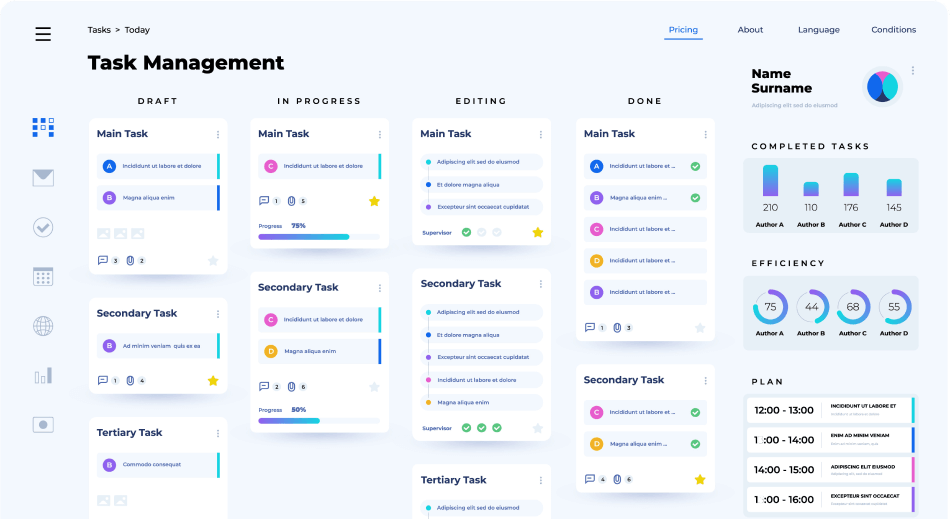 Tasks > Today
Pricing
About
Language
Conditions
Task Management
DRAFT
Main Task
A Incididunt ut labore et dolore
B Magna aliqua enim
3 2
Secondary Task
B Ad minim veniam quis ex ea
1 4
Tertiary Task
B Commodo consequat
IN PROGRESS
Main Task
C Incididunt ut labore et dolore
1 5
Progress 75%
Secondary Task
C Incididunt ut labore et dolore
D Magna aliqua enim
2 6
Progress 50%
EDITING
Main Task
Adipiscing elit sed do eiusmod
Et dolore magna aliqua
Excepteur sint occaecat cupidatat
Supervisor
Secondary Task
Adipiscing elit sed do eiusmod
Et dolore magna aliqua
Excepteur sint occaecat cupidatat
Incididunt ut labore et dolore
Magna aliqua enim
Supervisor
Tertiary Task
Adipiscing elit sed do eiusmod
DONE
Main Task
A Incididunt ut labore et ...
B Magna aliqua enim ...
C Incididunt ut labore et ...
D Incididunt ut labore et ...
B Incididunt ut labore et ...
1 3
Secondary Task
C Incididunt ut labore et ...
D Magna aliqua enim ...
4 6
Name
Surname
Adipiscing elit sed do eiusmod
COMPLETED TASKS
210 110 176 145
Author A Author B Author C Author D
EFFICIENCY
75 44 68 55
Author A Author B Author C Author D
PLAN
12:00 - 13:00 INCIDIDUNT UT LABORE ET
1 :00 - 14:00 ENIM AD MINIM VENIAM
14:00 - 15:00 ADIPISCING ELIT EIUSMOD
1 :00 - 16:00 EXCEPTEUR SINT OCCAECAT